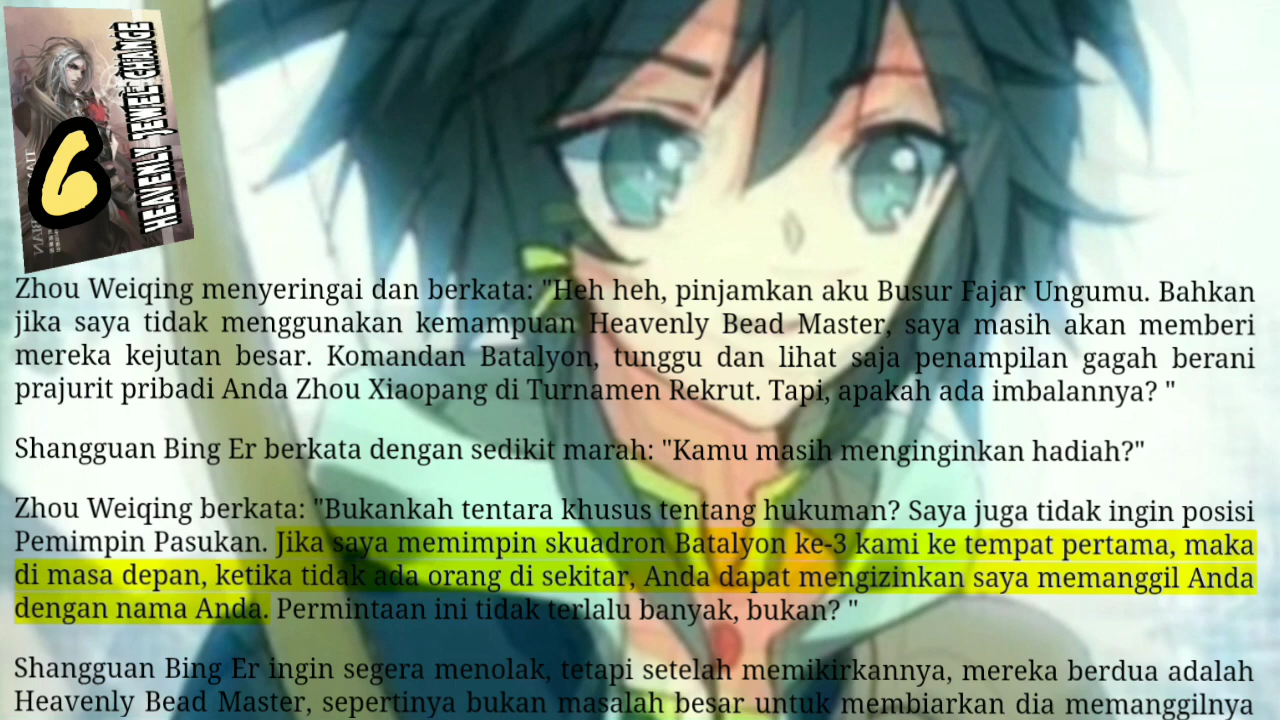 HEAVENLY JEWEL CHANGE
6
Zhou Weiqing menyeringai dan berkata: "Heh heh, pinjamkan aku Busur Fajar Ungumu. Bahkan
jika saya tidak menggunakan kemampuan Heavenly Bead Master, saya masih akan memberi
mereka kejutan besar. Komandan Batalyon, tunggu dan lihat saja penampilan gagah berani
prajurit pribadi Anda Zhou Xiaopang di Turnamen Rekrut. Tapi, apakah ada imbalannya? "
Shangguan Bing Er berkata dengan sedikit marah: "Kamu masih menginginkan hadiah?"
Zhou Weiqing berkata: "Bukankah tentara khusus tentang hukuman? Saya juga tidak ingin posisi
Pemimpin Pasukan. Jika saya memimpin skuadron Batalyon ke-3 kami ke tempat pertama, maka
di masa depan, ketika tidak ada orang di sekitar, Anda dapat mengizinkan saya memanggil Anda
dengan nama Anda. Permintaan ini tidak terlalu banyak, bukan? "
Shangguan Bing Er ingin segera menolak, tetapi setelah memikirkannya, mereka berdua adalah
Heavenly Bead Master, sepertinya bukan masalah besar untuk membiarkan dia memanggilnya